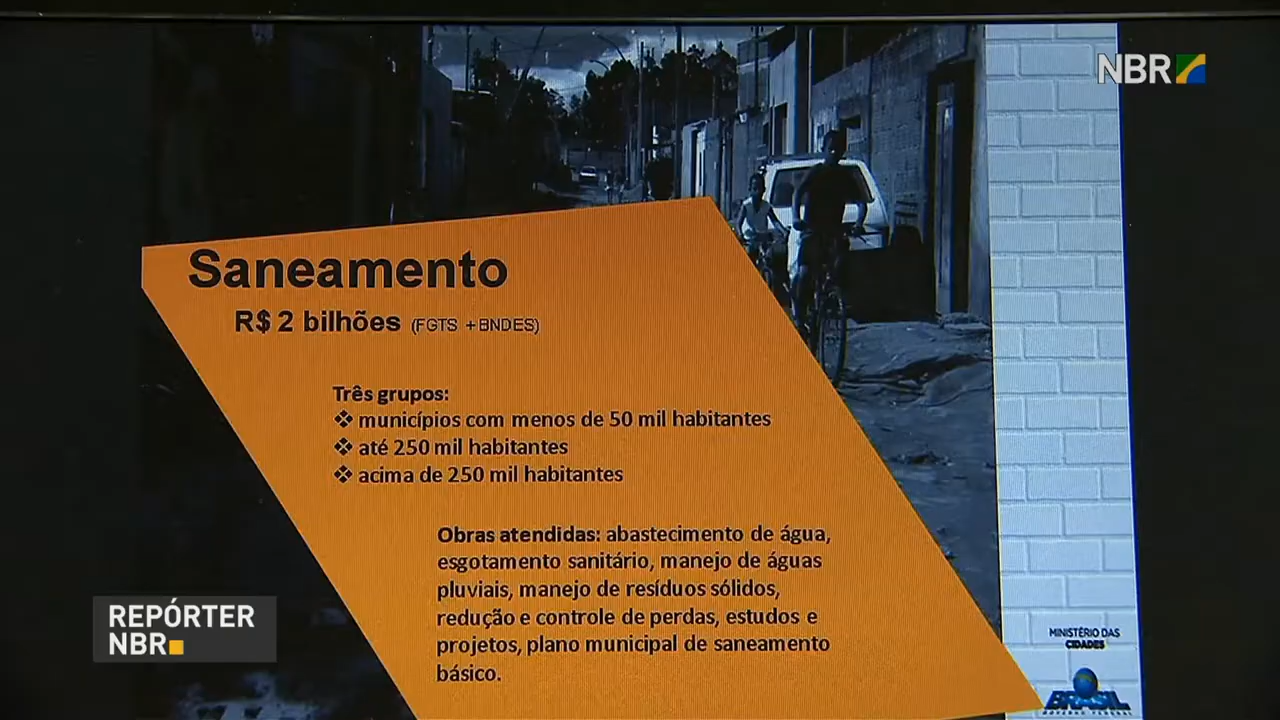 NBR
Saneamento
R$ 2 bilhões (FGTS + BNDES)
Três grupos:
❖ municípios com menos de 50 mil habitantes
❖ até 250 mil habitantes
❖ acima de 250 mil habitantes
Obras atendidas: abastecimento de água,
esgotamento sanitário, manejo de águas
pluviais, manejo de resíduos sólidos,
redução e controle de perdas, estudos e
projetos, plano municipal de saneamento
básico.
REPÓRTER
NBR
MINISTÉRIO DAS
CIDADES
BRASIL
GOVERNO FEDERAL